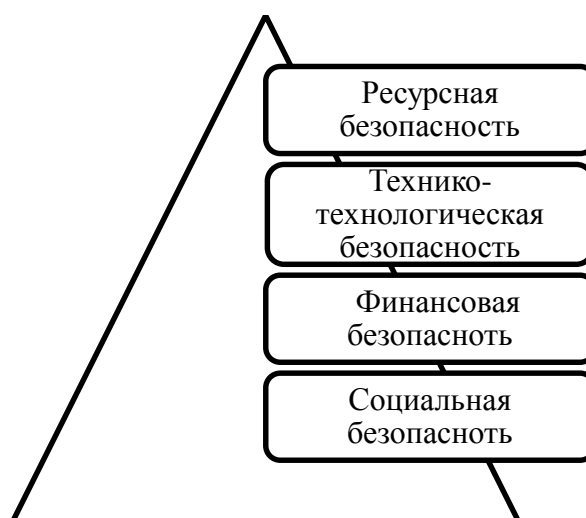 Ресурсная
безопасность
Технико-
технологическая
безопасность
Финансовая
безопасноть
Социальная
безопасноть